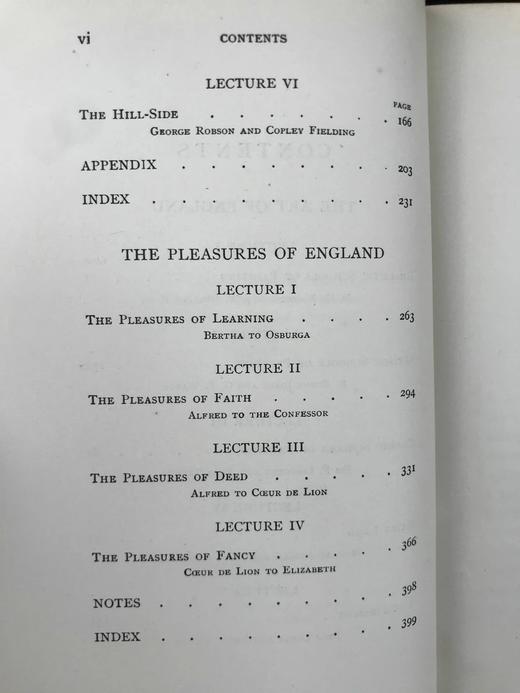 vi CONTENTS
LECTURE VI
PAGE
THE HILL-SIDE . . . . . . . 166
GEORGE ROBSON AND COPLEY FIELDING
APPENDIX . . . . . . . . 203
INDEX . . . . . . . . . 231
THE PLEASURES OF ENGLAND
LECTURE I
THE PLEASURES OF LEARNING . . . . 263
BERTHA TO OSBURGA
LECTURE II
THE PLEASURES OF FAITH . . . . . 294
ALFRED TO THE CONFESSOR
LECTURE III
THE PLEASURES OF DEED . . . . . 331
ALFRED TO CŒUR DE LION
LECTURE IV
THE PLEASURES OF FANCY . . . . . 366
CŒUR DE LION TO ELIZABETH
NOTES . . . . . . . . . 398
INDEX . . . . . . . . . 399